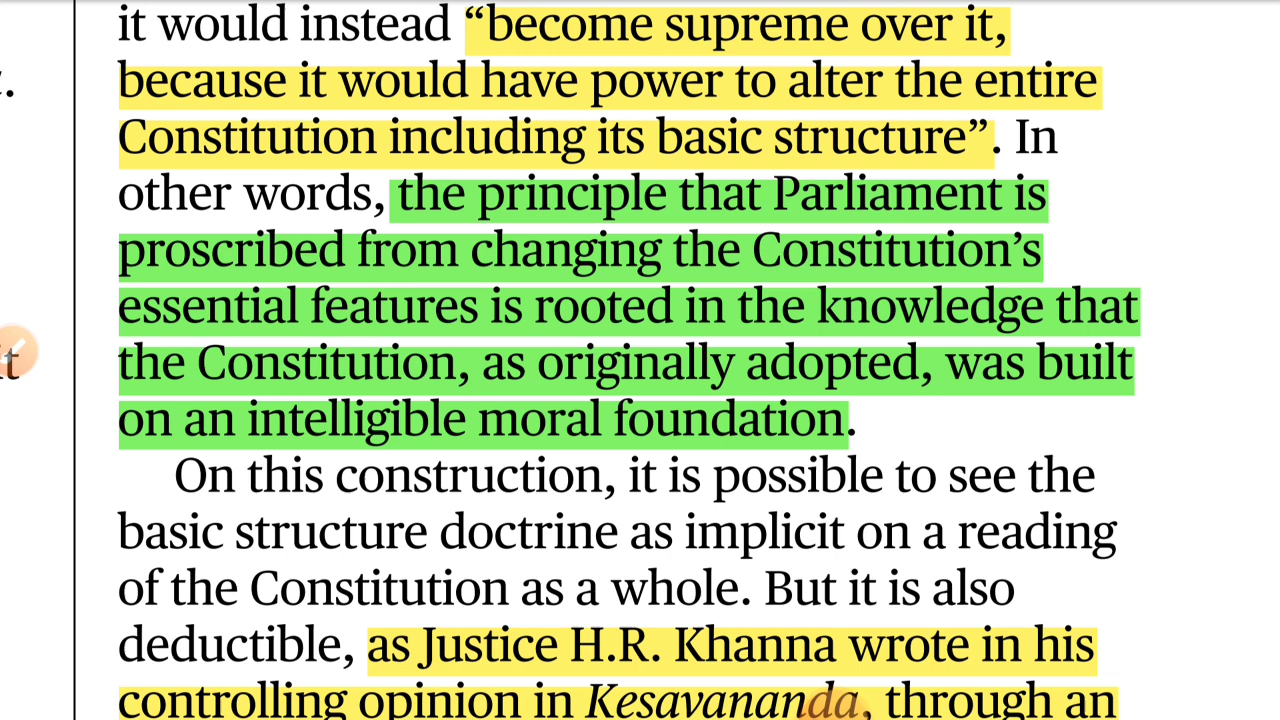 it would instead “become supreme over it,
because it would have power to alter the entire
Constitution including its basic structure”. In
other words, the principle that Parliament is
proscribed from changing the Constitution’s
essential features is rooted in the knowledge that
the Constitution, as originally adopted, was built
on an intelligible moral foundation.
On this construction, it is possible to see the
basic structure doctrine as implicit on a reading
of the Constitution as a whole. But it is also
deductible, as Justice H.R. Khanna wrote in his
controlling opinion in Kesavananda, through an